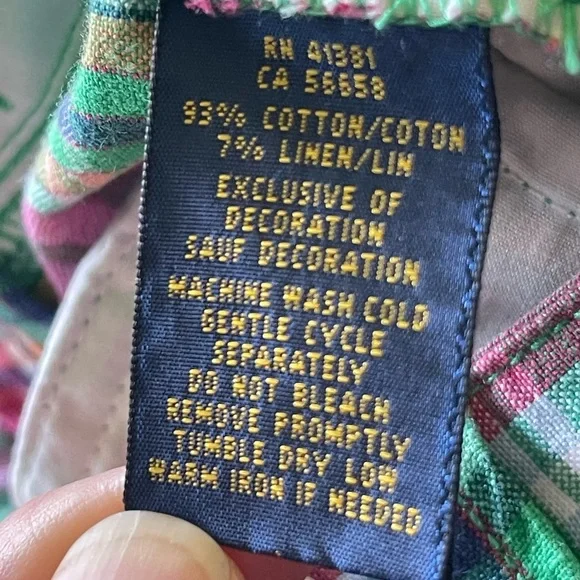 RN 41381
CA 56858
93% COTTON/COTON
7% LINEN/LIN
EXCLUSIVE OF
DECORATION
SAUF DECORATION
MACHINE WASH COLD
GENTLE CYCLE
SEPARATELY
DO NOT BLEACH
REMOVE PROMPTLY
TUMBLE DRY LOW
WARM IRON IF NEEDED